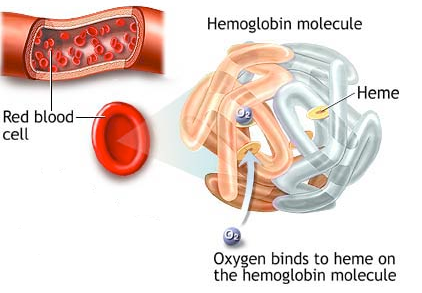 Hemoglobin molecule
Heme
Red blood
cell
O2
O2
Oxygen binds to heme on
the hemoglobin molecule